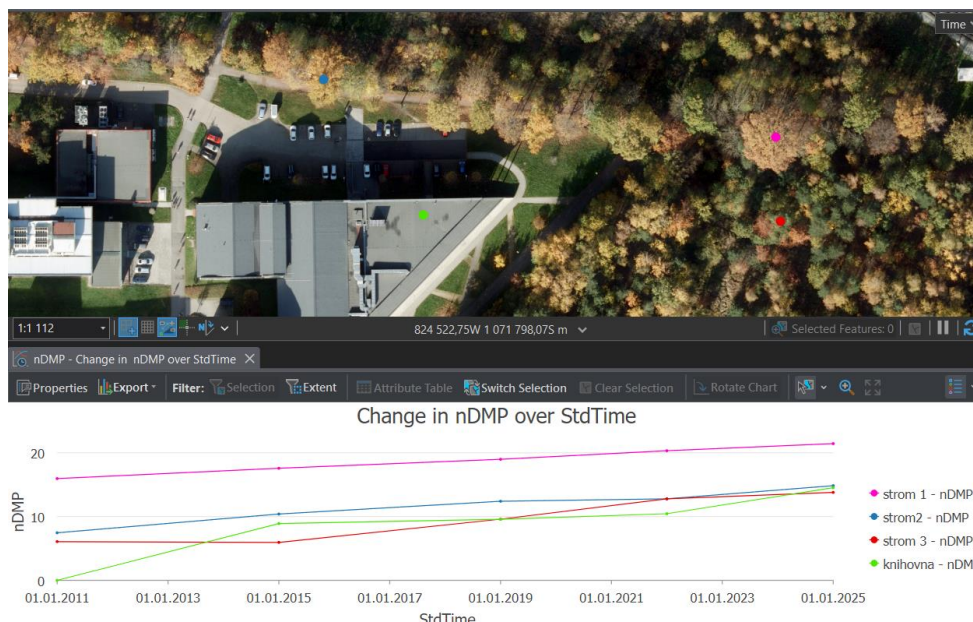 Time
1:1 112
N
824 522,75W 1 071 798,07S m
Selected Features: 0
nDMP - Change in nDMP over StdTime
Properties Export Filter: Selection Extent Attribute Table Switch Selection Clear Selection Rotate Chart
Change in nDMP over StdTime
20
10
0
nDMP
01.01.2011 01.01.2013 01.01.2015 01.01.2017 01.01.2019 01.01.2021 01.01.2023 01.01.2025
StdTime
strom 1 - nDMP
strom2 - nDMP
strom 3 - nDMP
knihovna - nDM